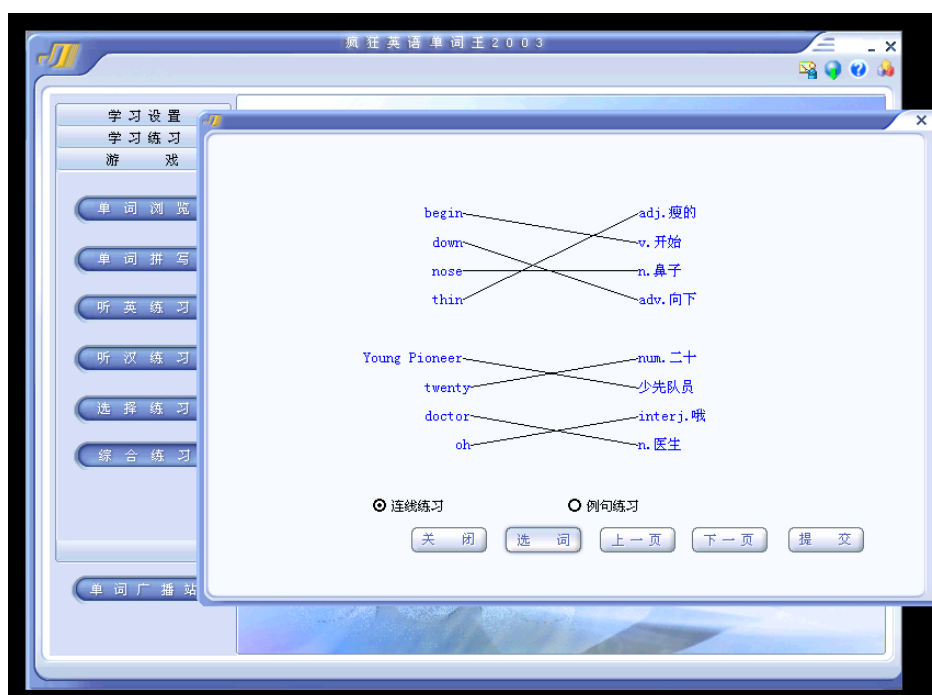 疯狂英语单词王2003
学习设置
学习练习
游 戏
单词浏览
单词拼写
听英练习
听汉练习
选择练习
综合练习
单词广播站
begin adj.瘦的
down v.开始
nose n.鼻子
thin adv.向下
Young Pioneer num.二十
twenty 少先队员
doctor interj.哦
oh n.医生
连线练习 例句练习
关 闭 选 词 上一页 下一页 提 交